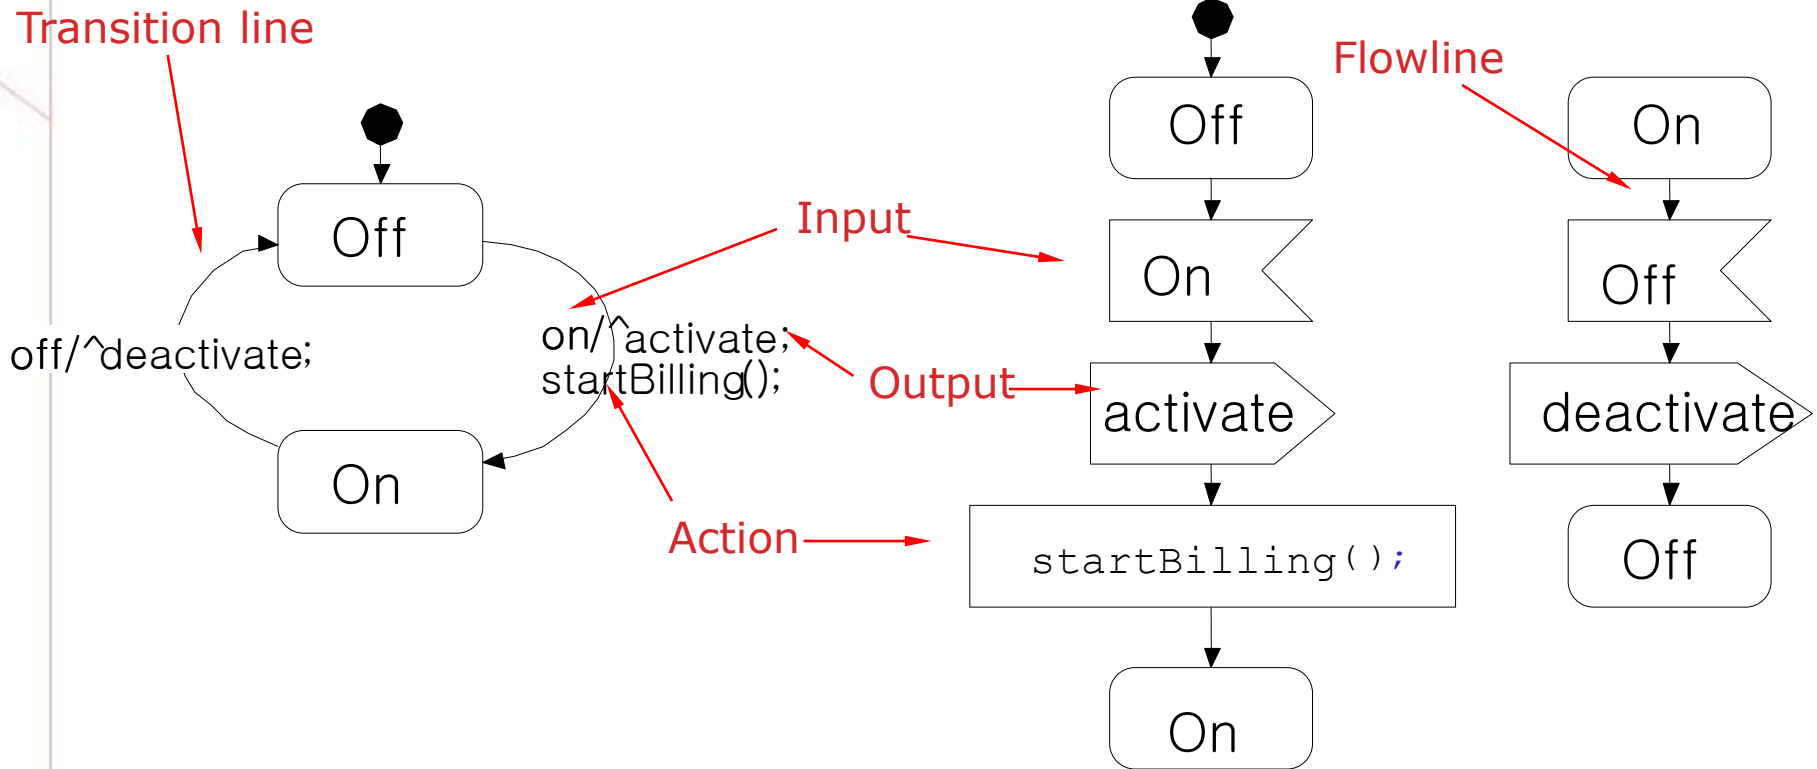 Transition line
Off
off/^deactivate;
on/^activate;
startBilling();
On
Input
Output
Action
Off
On
activate
startBilling();
On
Flowline
On
Off
deactivate
Off